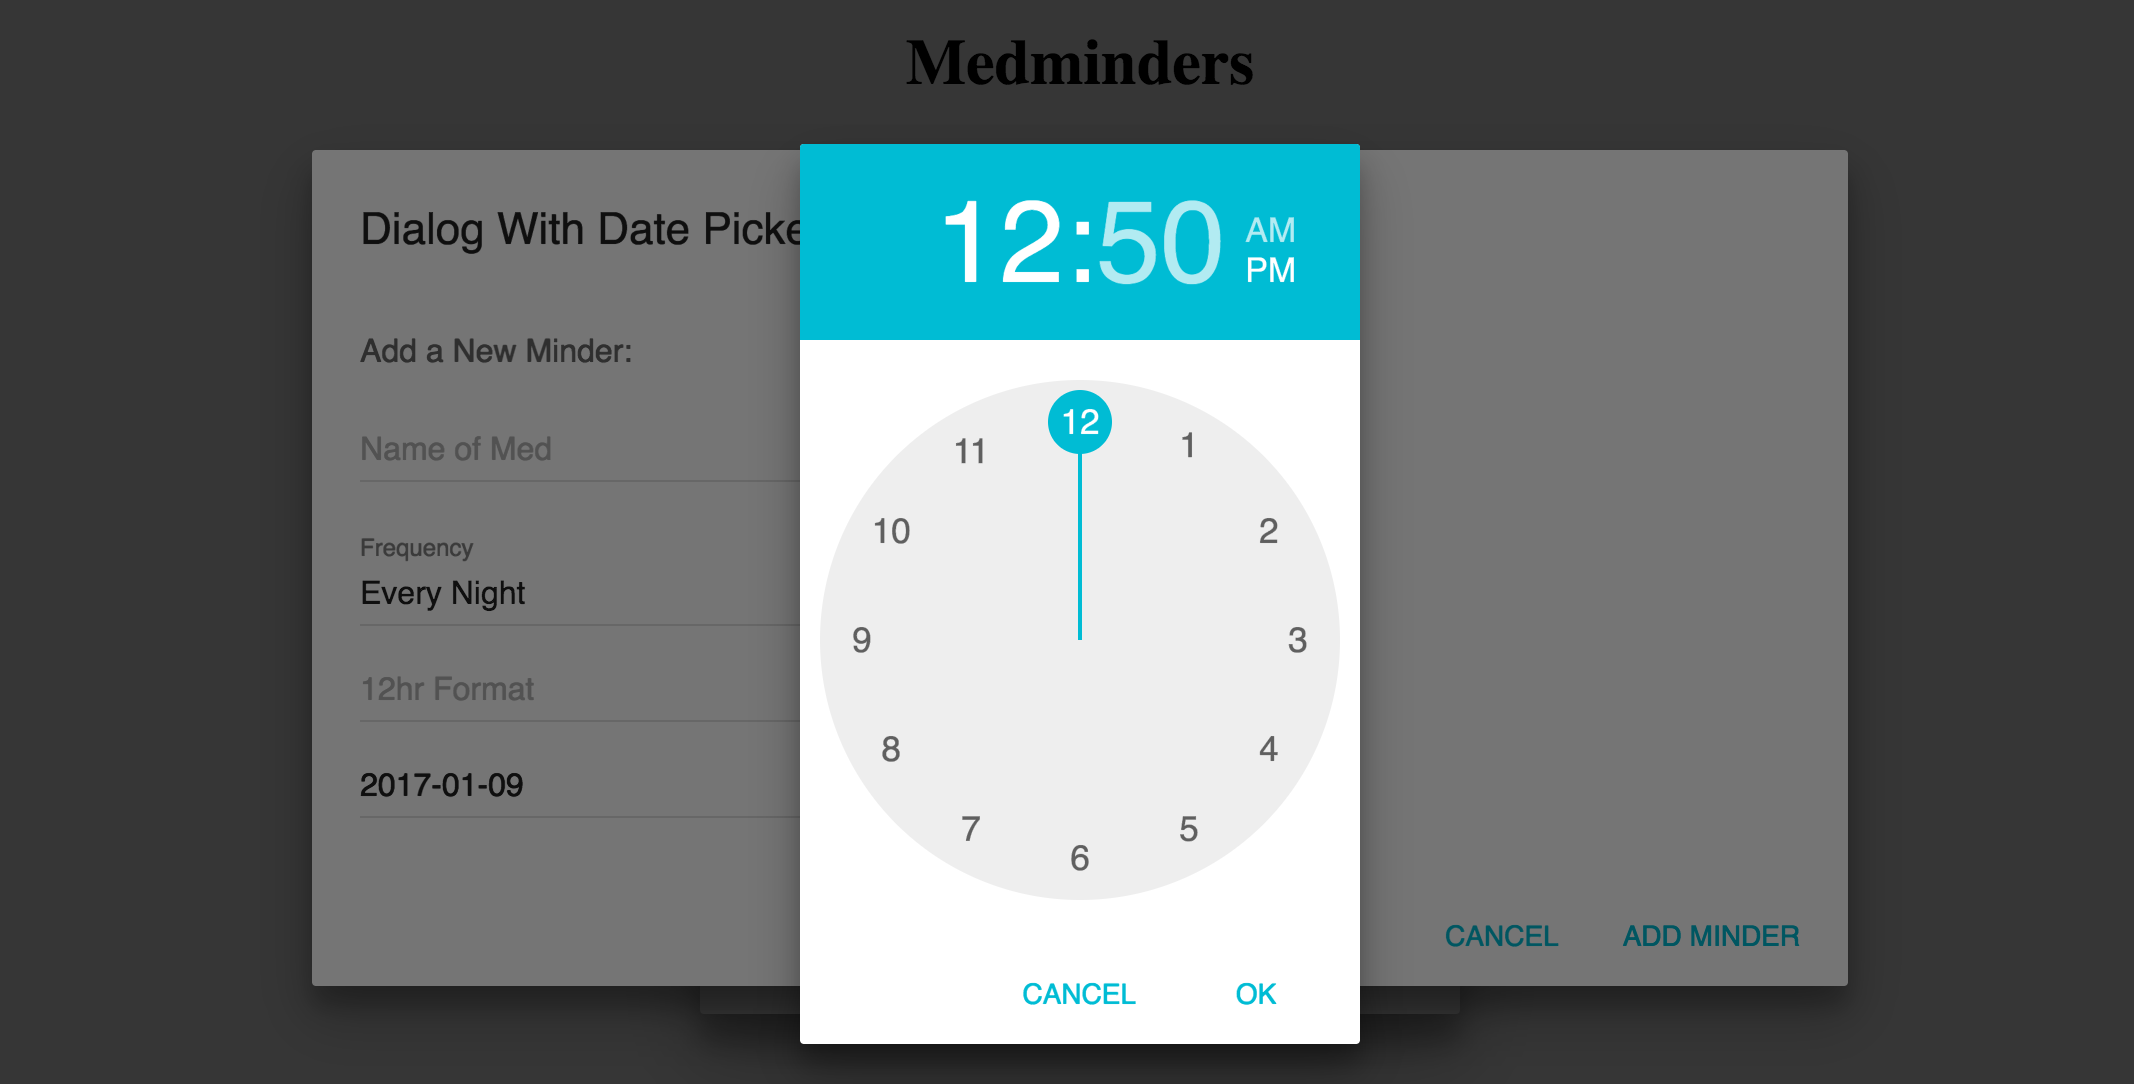 Medminders
Dialog With Date Picke
Add a New Minder:
Name of Med
Frequency
Every Night
12hr Format
2017-01-09
CANCEL
ADD MINDER
12:50
AM
PM
12
1
2
3
4
5
6
7
8
9
10
11
CANCEL
OK